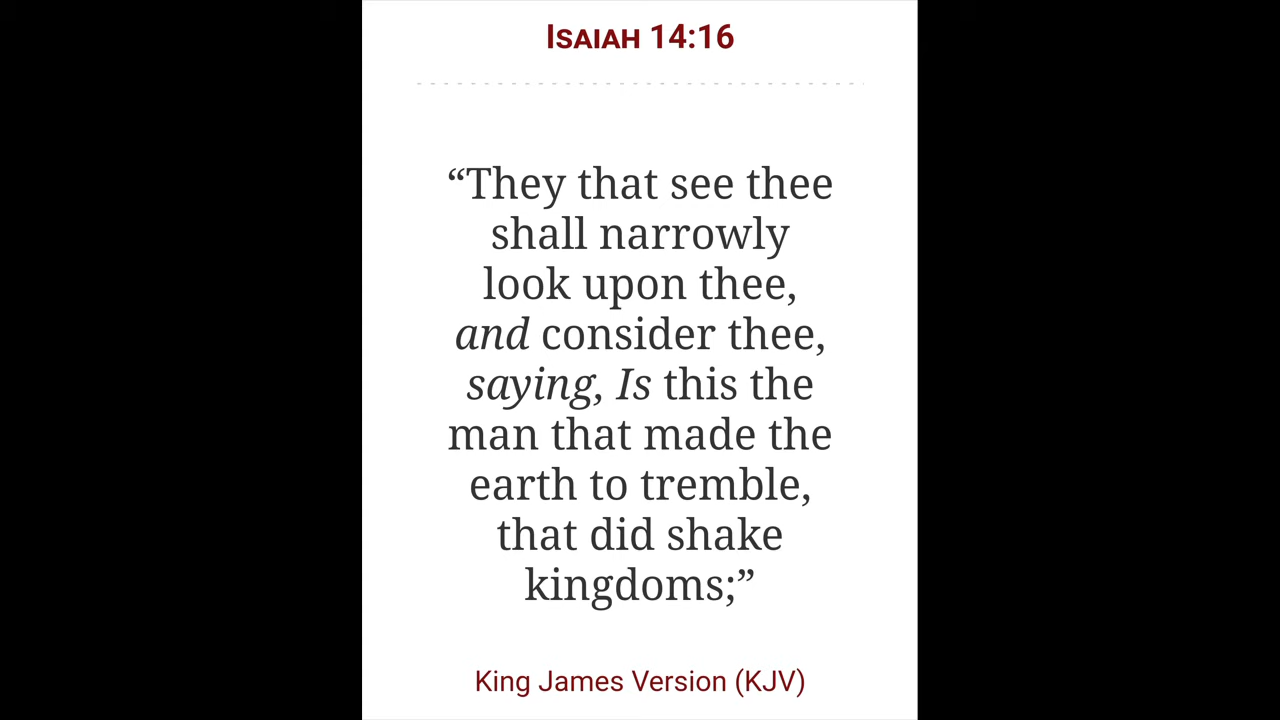 Isaiah 14:16
“They that see thee
shall narrowly
look upon thee,
and consider thee,
saying, Is this the
man that made the
earth to tremble,
that did shake
kingdoms;”
King James Version (KJV)